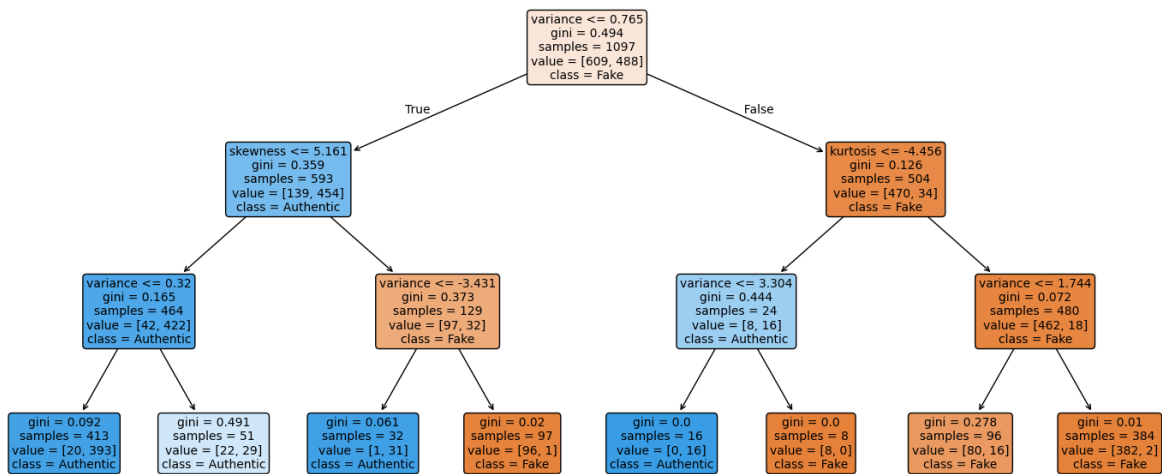 variance <= 0.765
gini = 0.494
samples = 1097
value = [609, 488]
class = Fake
True
False
skewness <= 5.161
gini = 0.359
samples = 593
value = [139, 454]
class = Authentic
kurtosis <= -4.456
gini = 0.126
samples = 504
value = [470, 34]
class = Fake
variance <= 0.32
gini = 0.165
samples = 464
value = [42, 422]
class = Authentic
variance <= -3.431
gini = 0.373
samples = 129
value = [97, 32]
class = Fake
variance <= 3.304
gini = 0.444
samples = 24
value = [8, 16]
class = Authentic
variance <= 1.744
gini = 0.072
samples = 480
value = [462, 18]
class = Fake
gini = 0.092
samples = 413
value = [20, 393]
class = Authentic
gini = 0.491
samples = 51
value = [22, 29]
class = Authentic
gini = 0.061
samples = 32
value = [1, 31]
class = Authentic
gini = 0.02
samples = 97
value = [96, 1]
class = Fake
gini = 0.0
samples = 16
value = [0, 16]
class = Authentic
gini = 0.0
samples = 8
value = [8, 0]
class = Fake
gini = 0.278
samples = 96
value = [80, 16]
class = Fake
gini = 0.01
samples = 384
value = [382, 2]
class = Fake